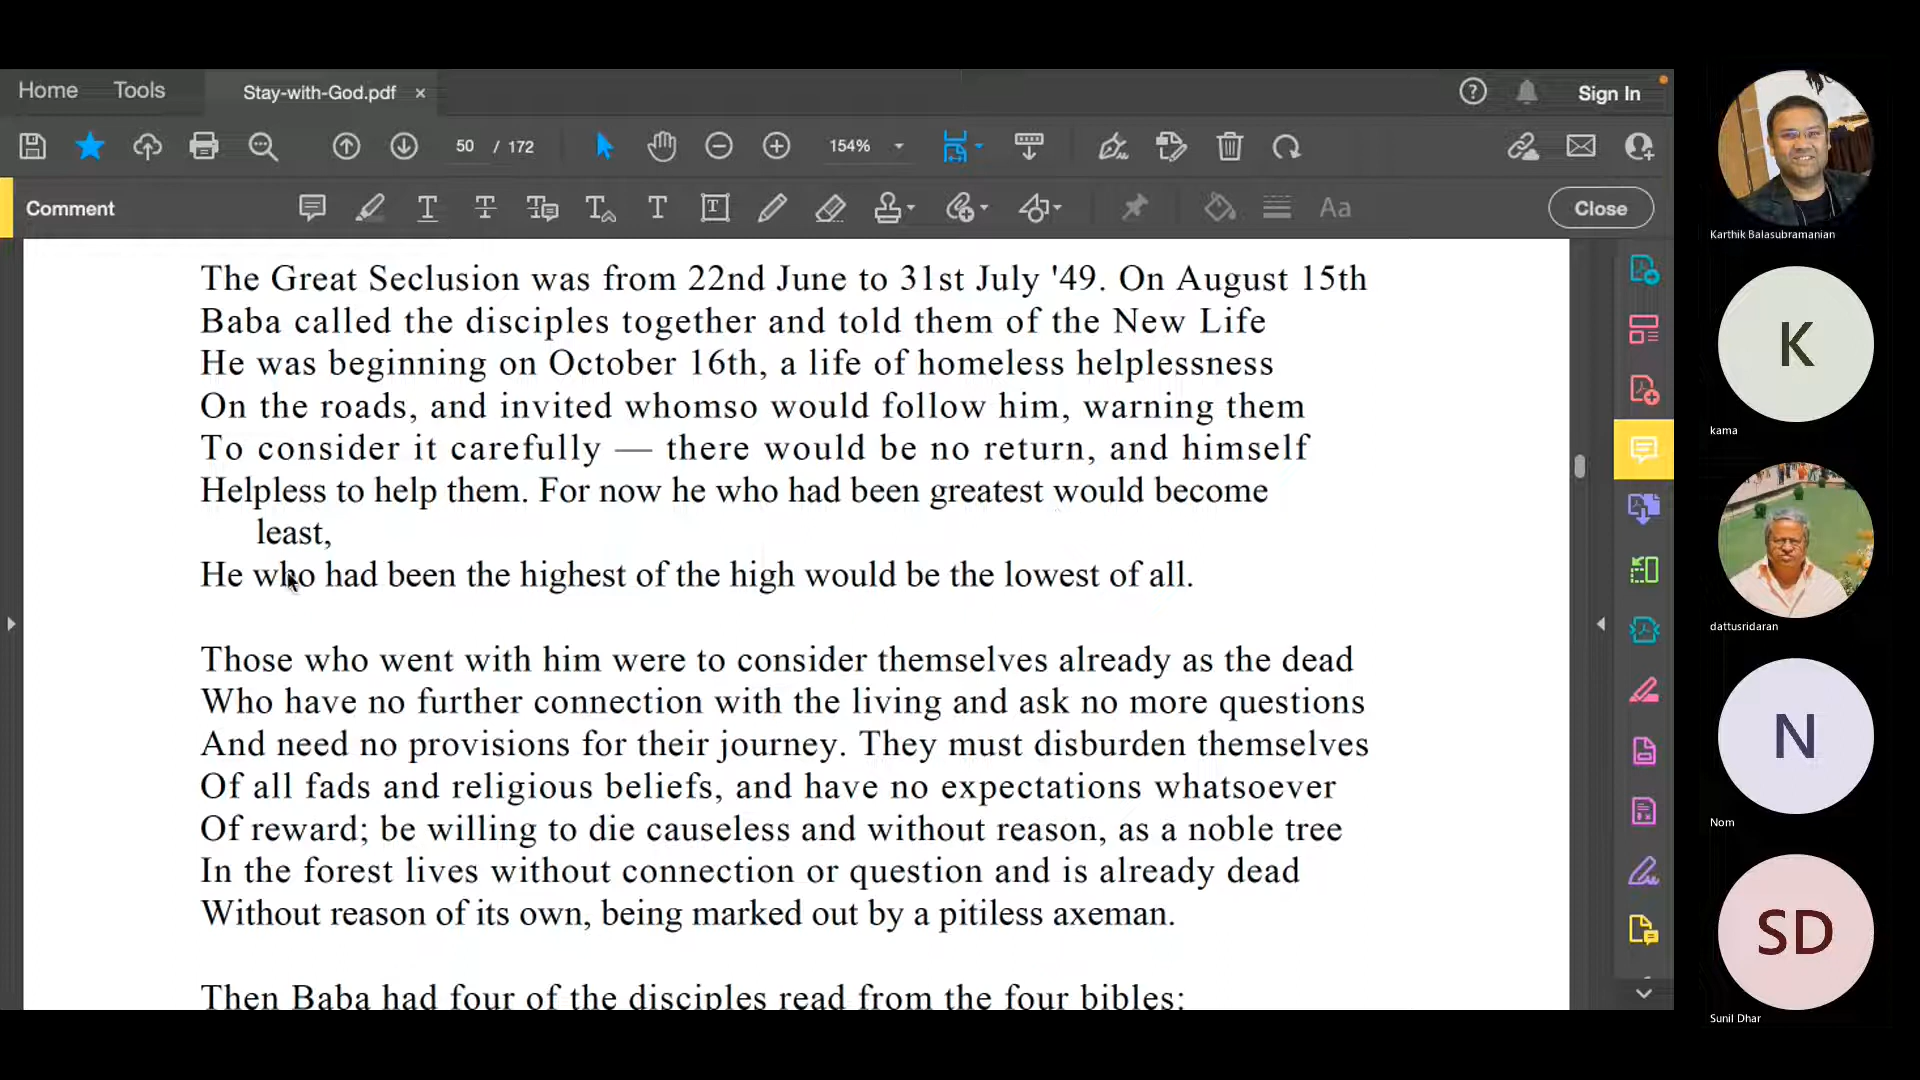 Home Tools Stay-with-God.pdf × Sign In
50 / 172 154%
Comment Close
The Great Seclusion was from 22nd June to 31st July '49. On August 15th
Baba called the disciples together and told them of the New Life
He was beginning on October 16th, a life of homeless helplessness
On the roads, and invited whomso would follow him, warning them
To consider it carefully — there would be no return, and himself
Helpless to help them. For now he who had been greatest would become
least,
He who had been the highest of the high would be the lowest of all.
Those who went with him were to consider themselves already as the dead
Who have no further connection with the living and ask no more questions
And need no provisions for their journey. They must disburden themselves
Of all fads and religious beliefs, and have no expectations whatsoever
Of reward; be willing to die causeless and without reason, as a noble tree
In the forest lives without connection or question and is already dead
Without reason of its own, being marked out by a pitiless axeman.
Then Baba had four of the disciples read from the four bibles:
Karthik Balasubramanian
K
kama
dattusridaran
N
Nom
SD
Sunil Dhar